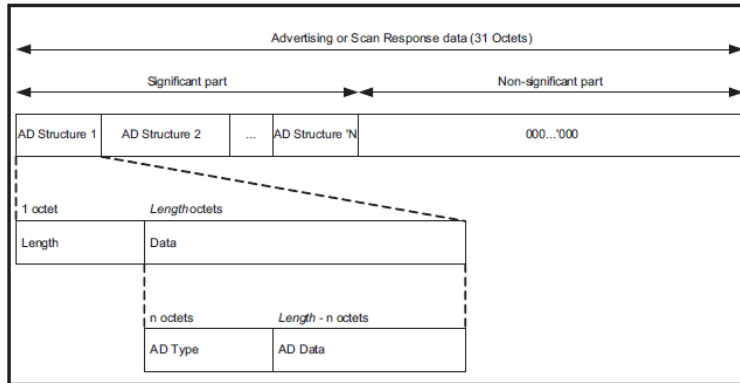 Advertising or Scan Response data (31 Octets)
Significant part Non-significant part
AD Structure 1 AD Structure 2 ... AD Structure 'N 000...'000
1 octet Length octets
Length Data
n octets Length - n octets
AD Type AD Data